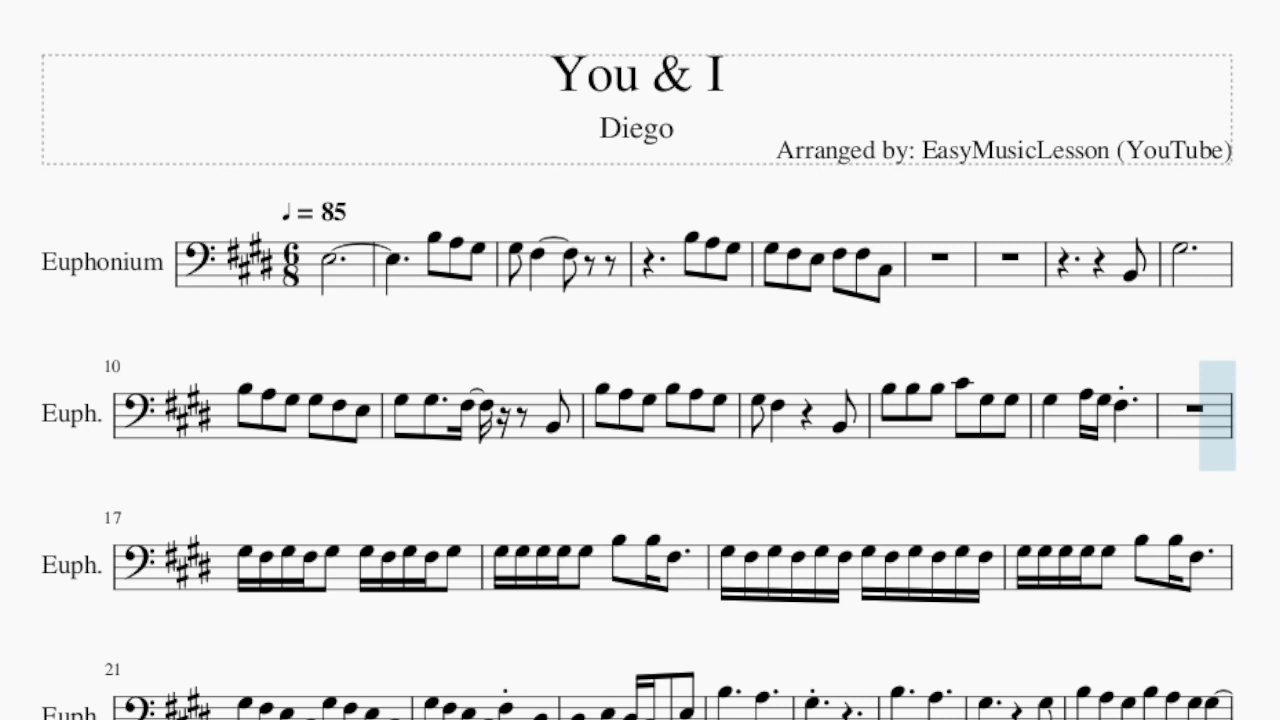 You & I
Diego
Arranged by: EasyMusicLesson (YouTube)
♩ = 85
Euphonium
6
8
10
Euph.
17
Euph.
21
Euph.